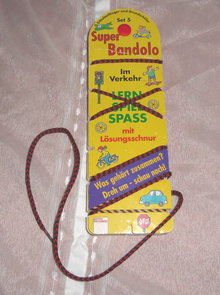 Set 5
Super
Bandolo
Im
Verkehr
LERN
SPIEL
SPASS
mit
Lösungsschnur
Was gehört zusammen?
Dreh um - schau nach!